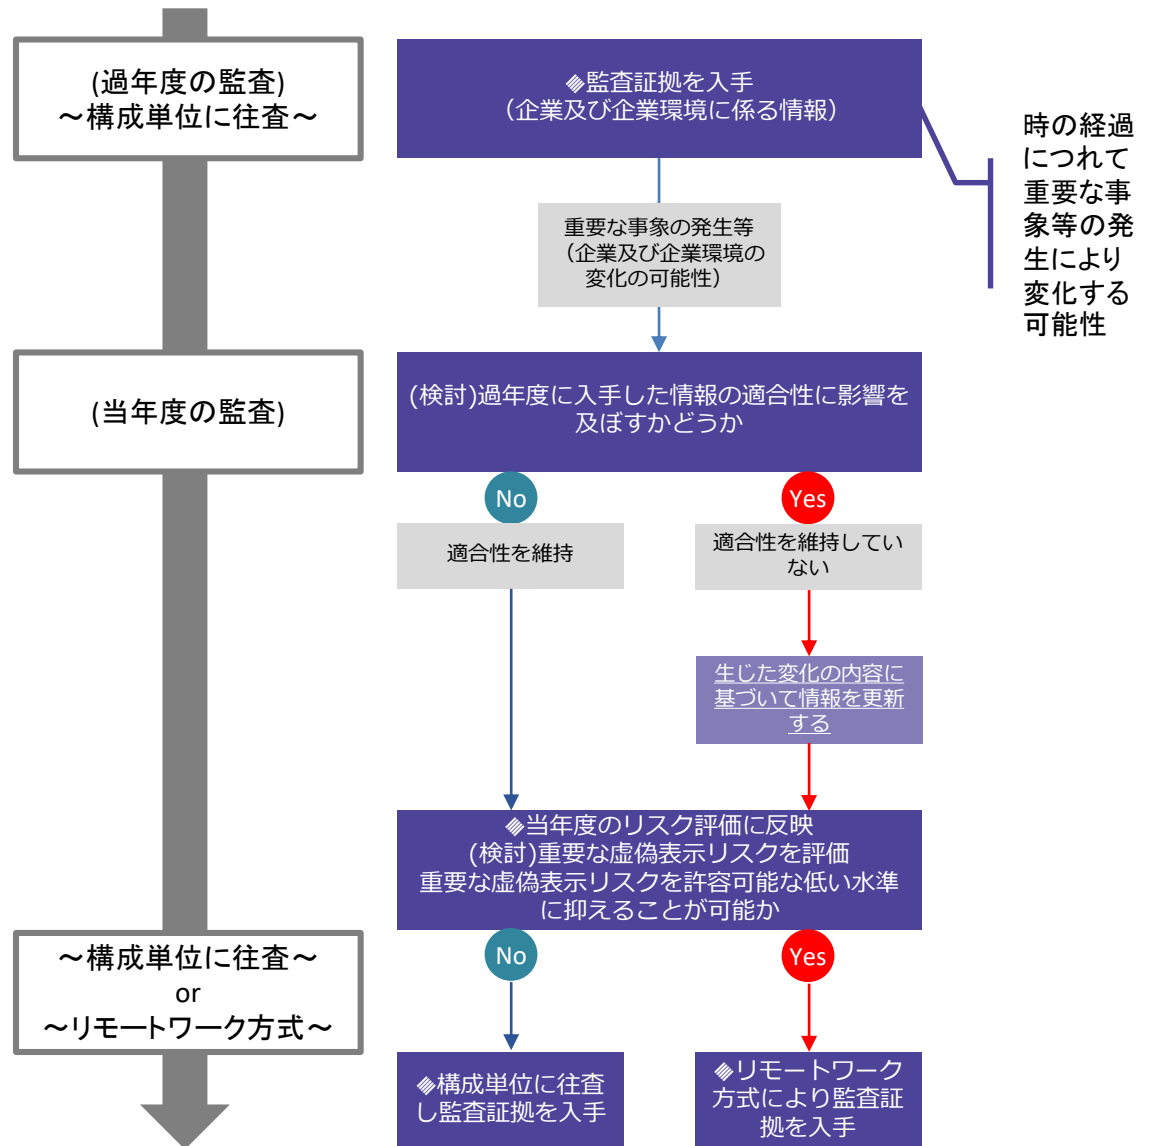 (過年度の監査)
～構成単位に往査～
◆監査証拠を入手
（企業及び企業環境に係る情報）
時の経過
につれて
重要な事
象等の発
生により
変化する
可能性
重要な事象の発生等
（企業及び企業環境の
変化の可能性）
(当年度の監査)
(検討)過年度に入手した情報の適合性に影響を
及ぼすかどうか
No
Yes
適合性を維持
適合性を維持してい
ない
生じた変化の内容に
基づいて情報を更新
する
◆当年度のリスク評価に反映
(検討)重要な虚偽表示リスクを評価
重要な虚偽表示リスクを許容可能な低い水準
に抑えることが可能か
～構成単位に往査～
or
～リモートワーク方式～
No
Yes
◆構成単位に往査
し監査証拠を入手
◆リモートワーク
方式により監査証
拠を入手